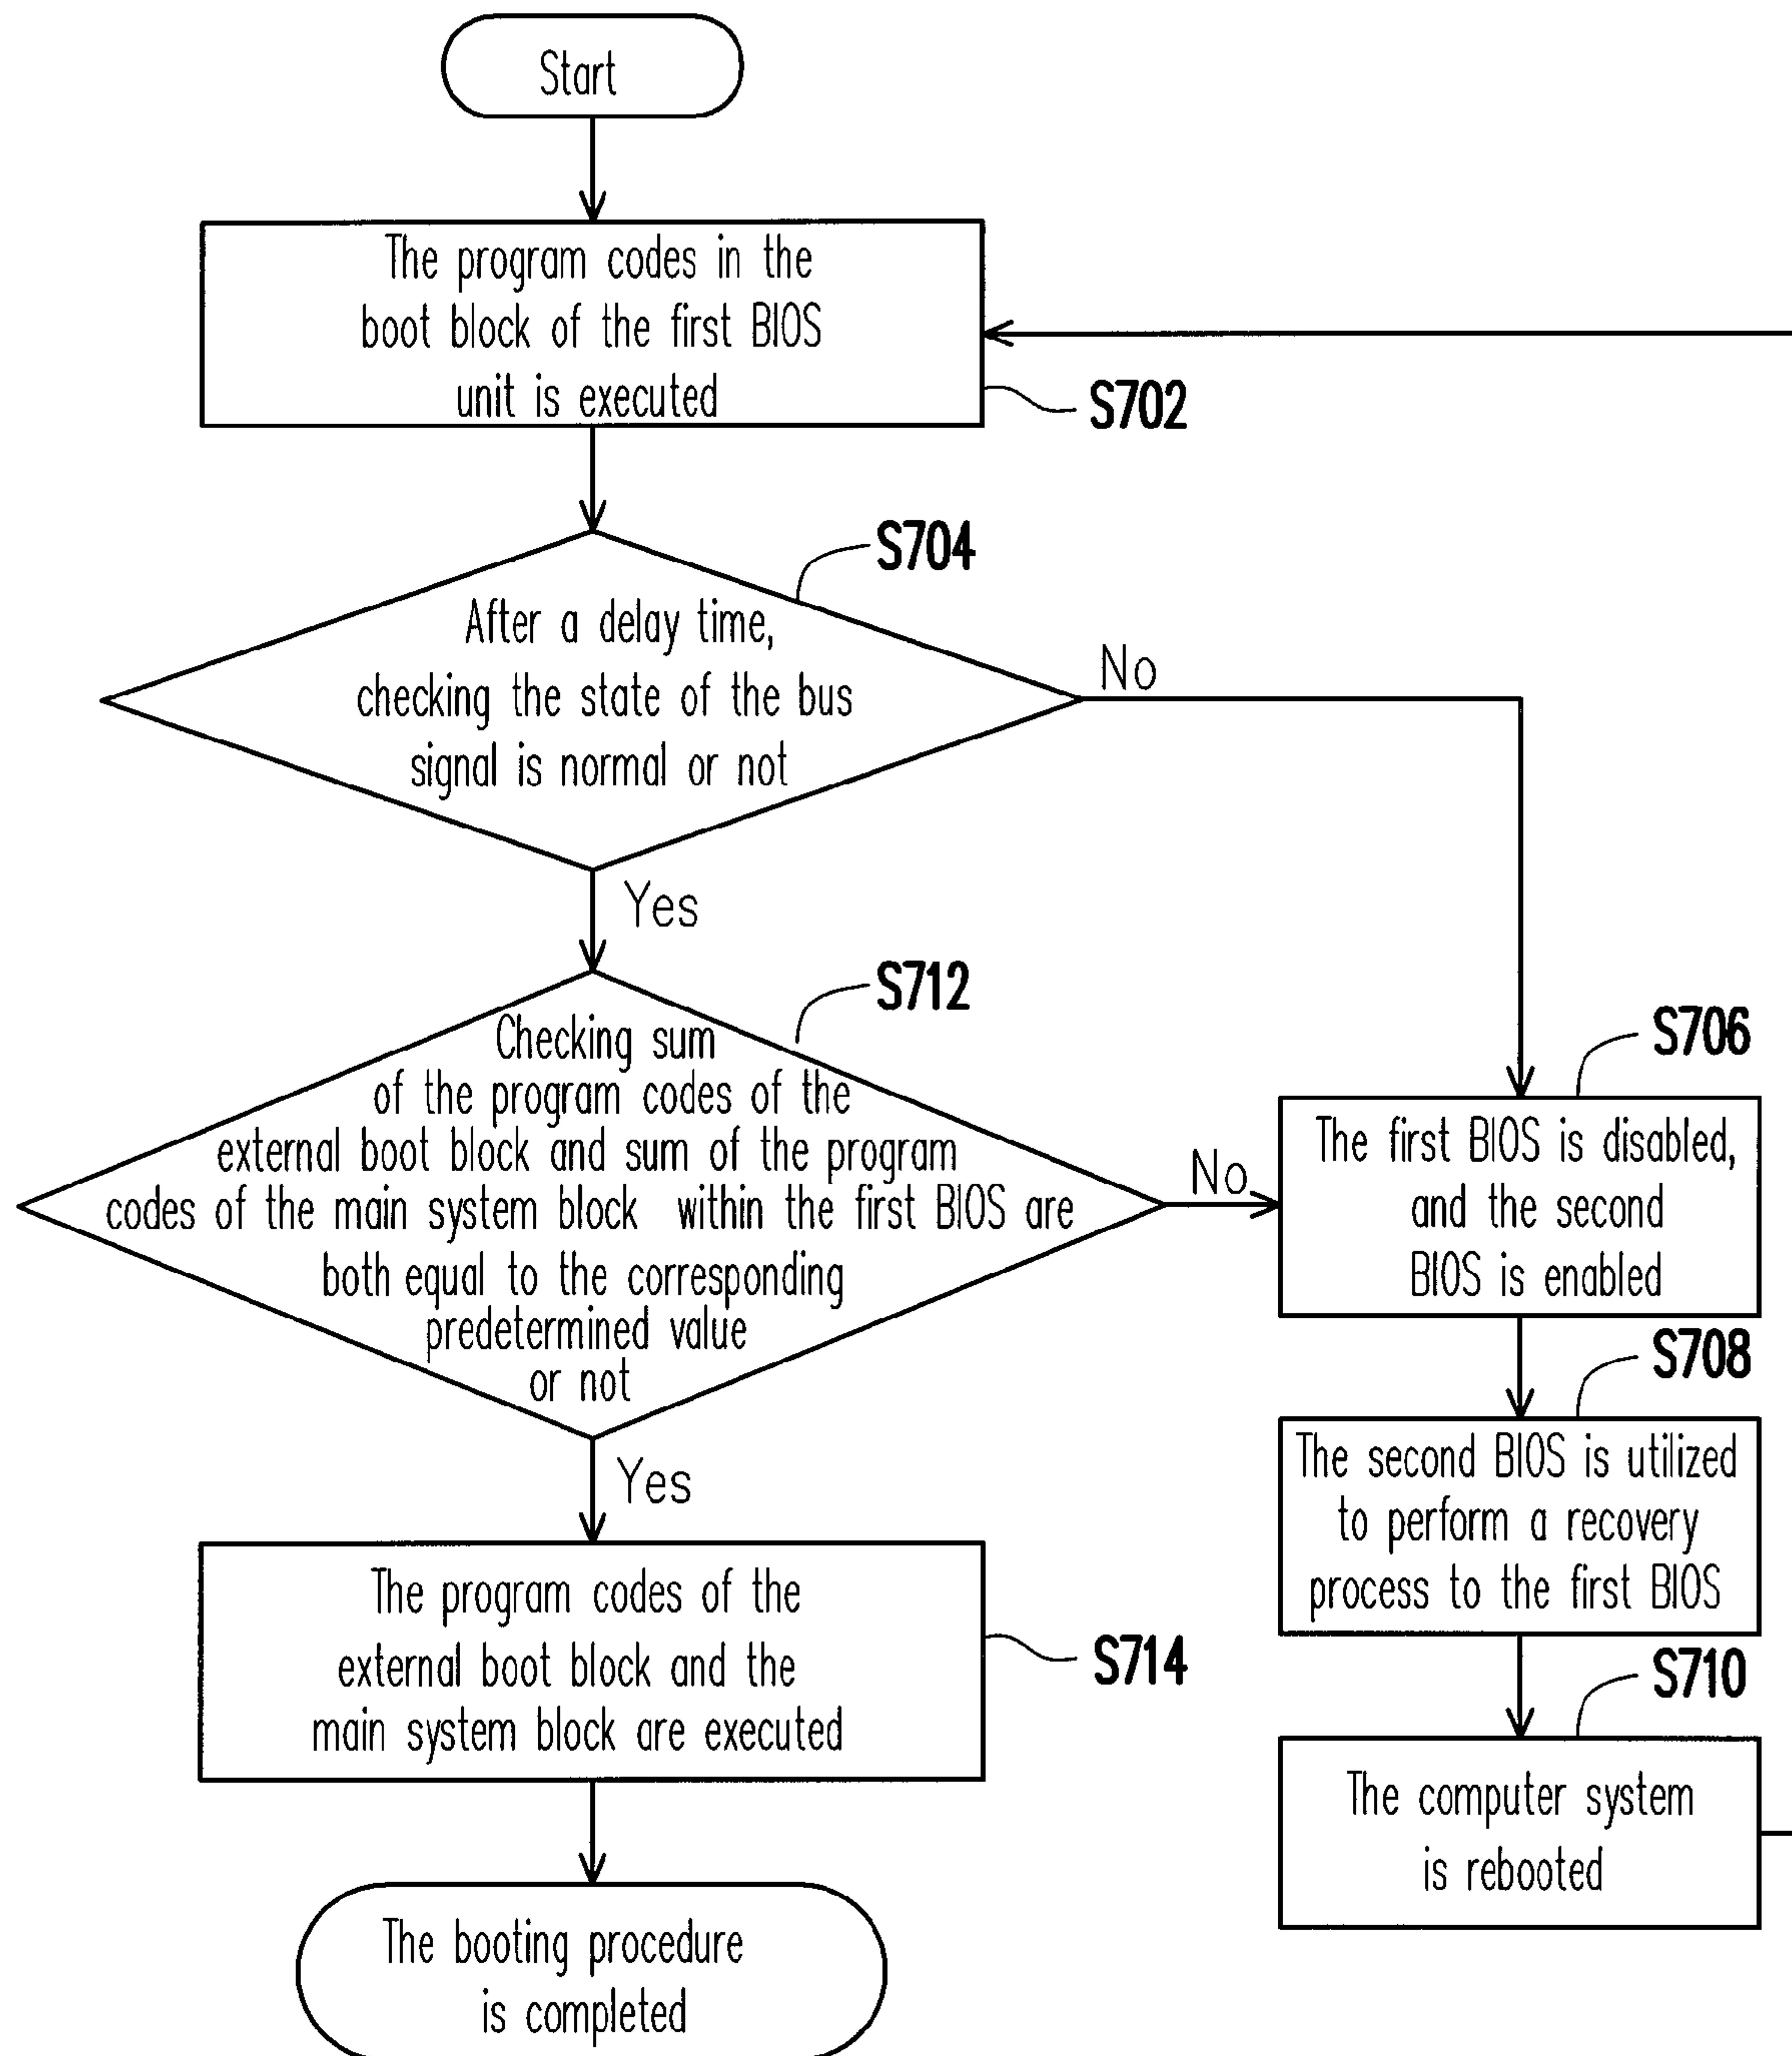 Start
The program codes in the
boot block of the first BIOS
unit is executed
S702
S704
After a delay time,
checking the state of the bus
signal is normal or not
No
Yes
S712
Checking sum
of the program codes of the
external boot block and sum of the program
codes of the main system block within the first BIOS are
both equal to the corresponding
predetermined value
or not
No
Yes
S706
The first BIOS is disabled,
and the second
BIOS is enabled
S708
The second BIOS is utilized
to perform a recovery
process to the first BIOS
S710
The computer system
is rebooted
The program codes of the
external boot block and the
main system block are executed
S714
The booting procedure
is completed